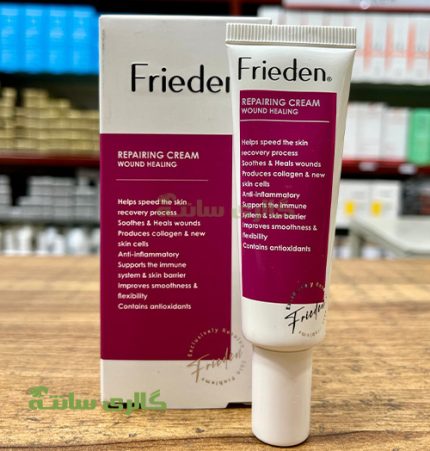 Frieden
REPAIRING CREAM
WOUND HEALING
Helps speed the skin
recovery process
Soothes & Heals wounds
Produces collagen & new
skin cells
Anti-inflammatory
Supports the immune
system & skin barrier
Improves smoothness &
flexibility
Contains antioxidants
Frieden
Frieden®
REPAIRING CREAM
WOUND HEALING
Helps speed the skin
recovery process
Soothes & Heals wounds
Produces collagen & new
skin cells
Anti-inflammatory
Supports the immune
system & skin barrier
Improves smoothness &
flexibility
Contains antioxidants
Frieden
گالری سانته
گالری سانته